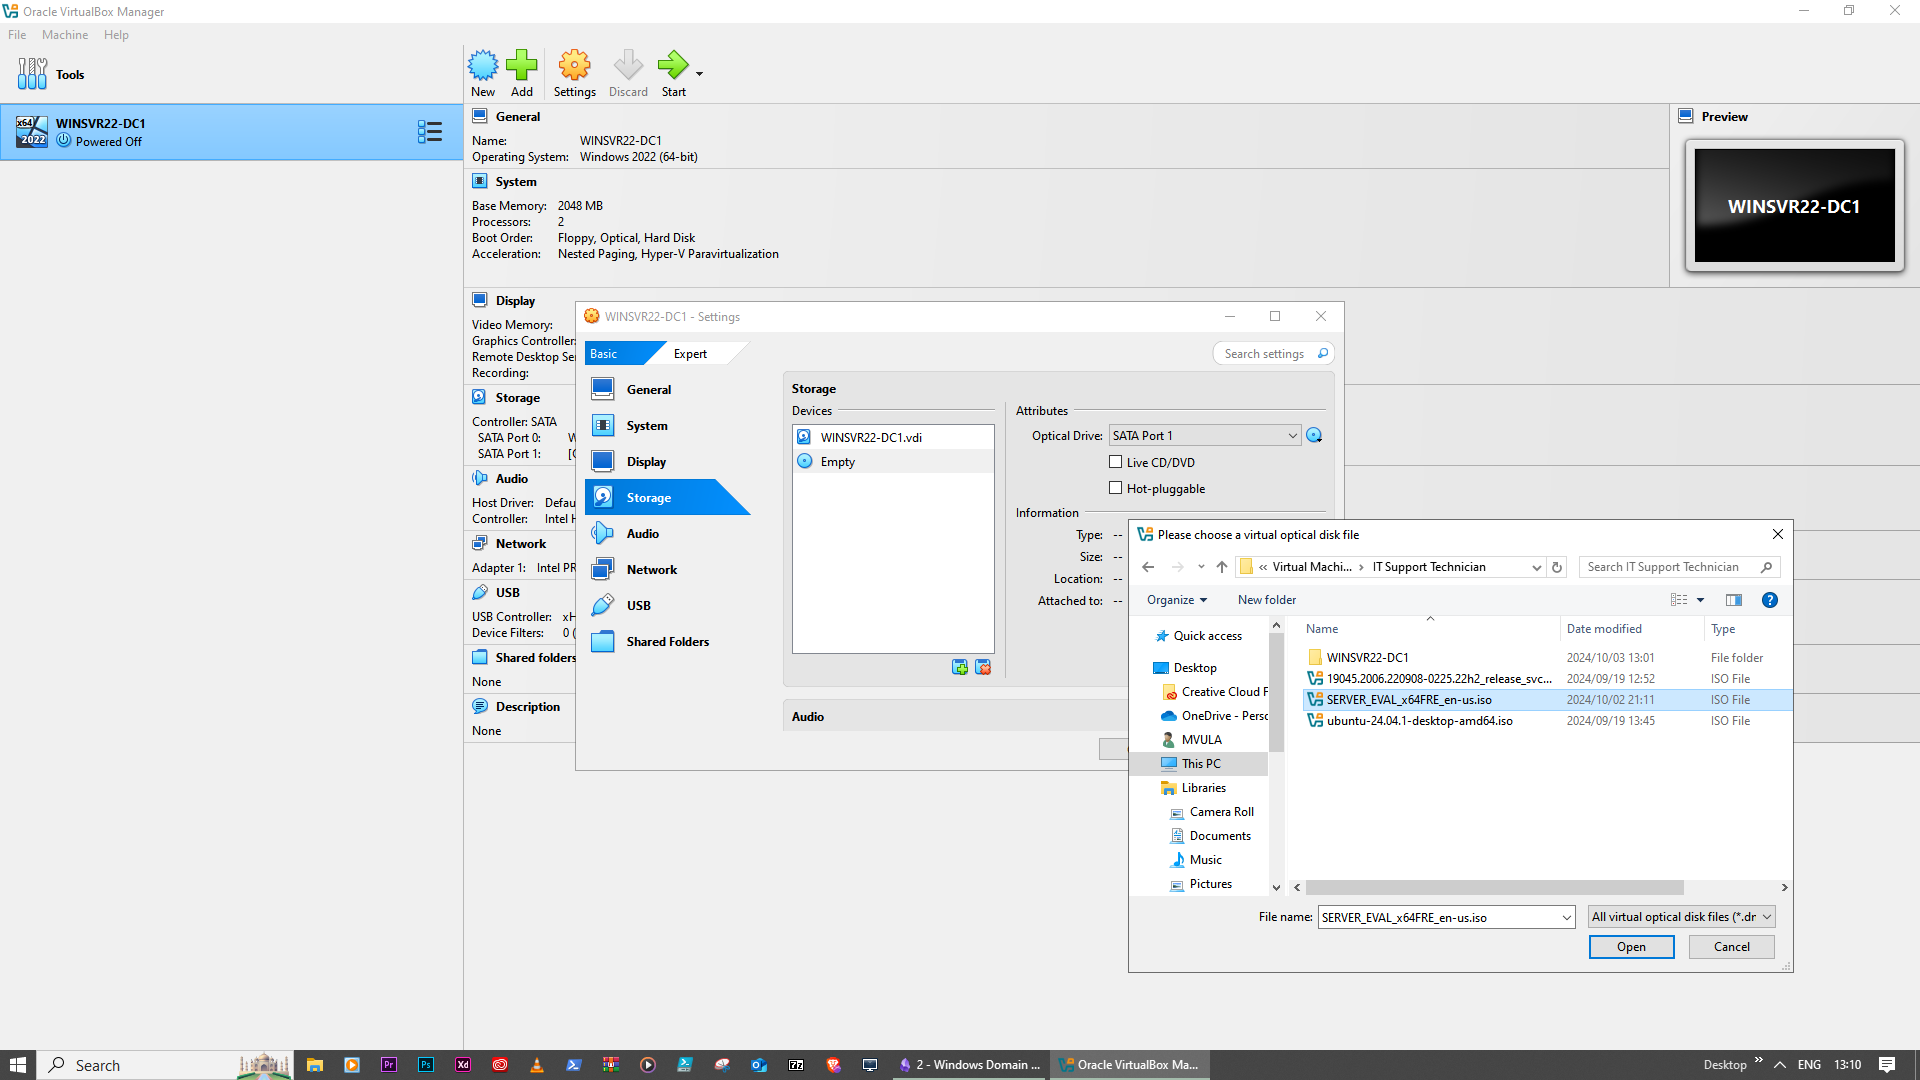 Oracle VirtualBox Manager
File Machine Help
Tools
New Add Settings Discard Start
x64 2022
WINSVR22-DC1
Powered Off
General
Name: WINSVR22-DC1
Operating System: Windows 2022 (64-bit)
System
Base Memory: 2048 MB
Processors: 2
Boot Order: Floppy, Optical, Hard Disk
Acceleration: Nested Paging, Hyper-V Paravirtualization
Preview
WINSVR22-DC1
Display
Video Memory:
Graphics Controller:
Remote Desktop Se
Recording:
Storage
Controller: SATA
SATA Port 0: W
SATA Port 1: [
Audio
Host Driver: Defau
Controller: Intel H
Network
Adapter 1: Intel PR
USB
USB Controller: xH
Device Filters: 0 (
Shared folders
None
Description
None
WINSVR22-DC1 - Settings
Basic Expert
Search settings
General
System
Display
Storage
Audio
Network
USB
Shared Folders
Storage
Devices
WINSVR22-DC1.vdi
Empty
Attributes
Optical Drive: SATA Port 1
Live CD/DVD
Hot-pluggable
Information
Type: --
Size: --
Location: --
Attached to: --
Audio
Please choose a virtual optical disk file
« Virtual Machi... › IT Support Technician
Search IT Support Technician
Organize New folder
Quick access
Desktop
Creative Cloud F
OneDrive - Perso
MVULA
This PC
Libraries
Camera Roll
Documents
Music
Pictures
Name Date modified Type
WINSVR22-DC1 2024/10/03 13:01 File folder
19045.2006.220908-0225.22h2_release_svc... 2024/09/19 12:52 ISO File
SERVER_EVAL_x64FRE_en-us.iso 2024/10/02 21:11 ISO File
ubuntu-24.04.1-desktop-amd64.iso 2024/09/19 13:45 ISO File
File name: SERVER_EVAL_x64FRE_en-us.iso
All virtual optical disk files (*.dr
Open Cancel
Search
Pr Ps Xd 7z
2 - Windows Domain ...
Oracle VirtualBox Ma...
Desktop » ENG 13:10